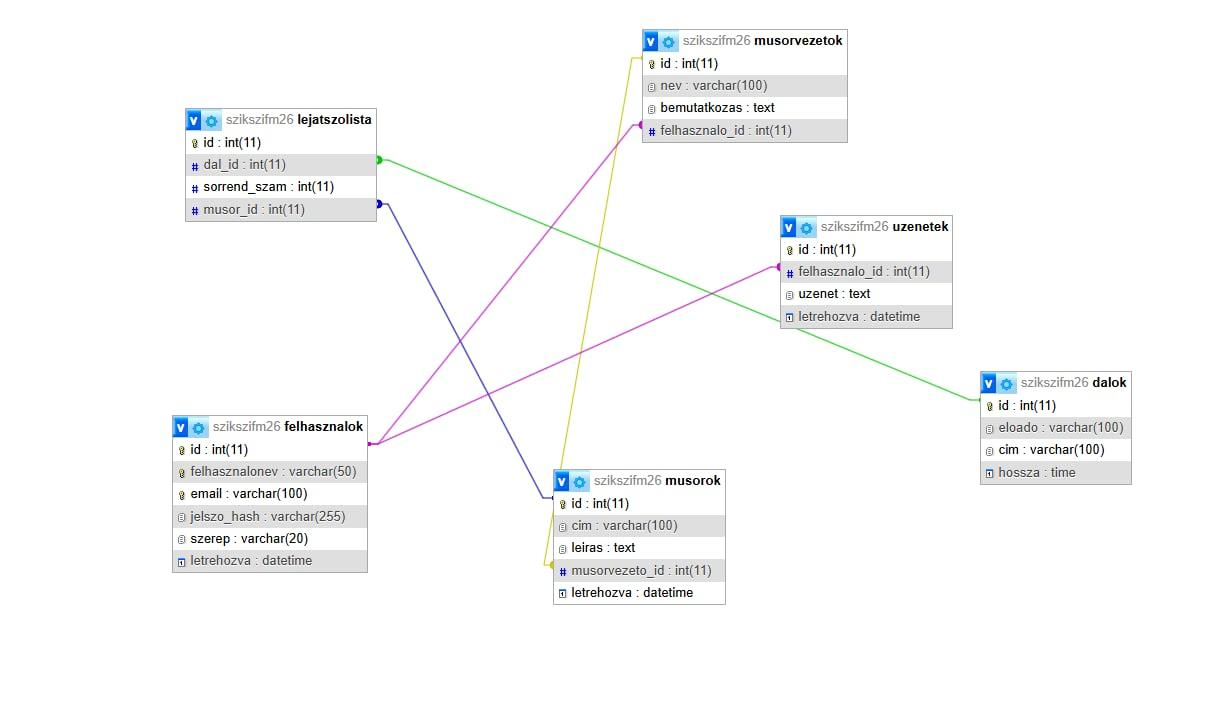 szikszifm26 musorvezetok
id : int(11)
nev : varchar(100)
bemutatkozas : text
felhasznalo_id : int(11)
szikszifm26 lejatszolista
id : int(11)
dal_id : int(11)
sorrend_szam : int(11)
musor_id : int(11)
szikszifm26 uzenetek
id : int(11)
felhasznalo_id : int(11)
uzenet : text
letrehozva : datetime
szikszifm26 dalok
id : int(11)
eloado : varchar(100)
cim : varchar(100)
hossza : time
szikszifm26 felhasznalok
id : int(11)
felhasznalonev : varchar(50)
email : varchar(100)
jelszo_hash : varchar(255)
szerep : varchar(20)
letrehozva : datetime
szikszifm26 musorok
id : int(11)
cim : varchar(100)
leiras : text
musorvezeto_id : int(11)
letrehozva : datetime